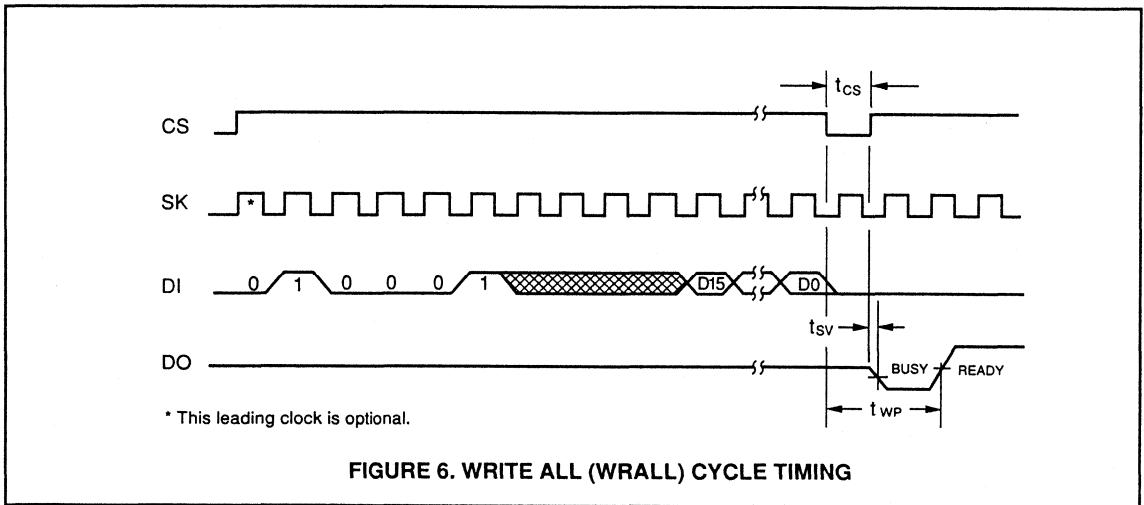 tCS
CS
SK *
DI 0 1 0 0 0 1 D15 D0
tSV
DO BUSY READY
tWP
* This leading clock is optional.
FIGURE 6. WRITE ALL (WRALL) CYCLE TIMING